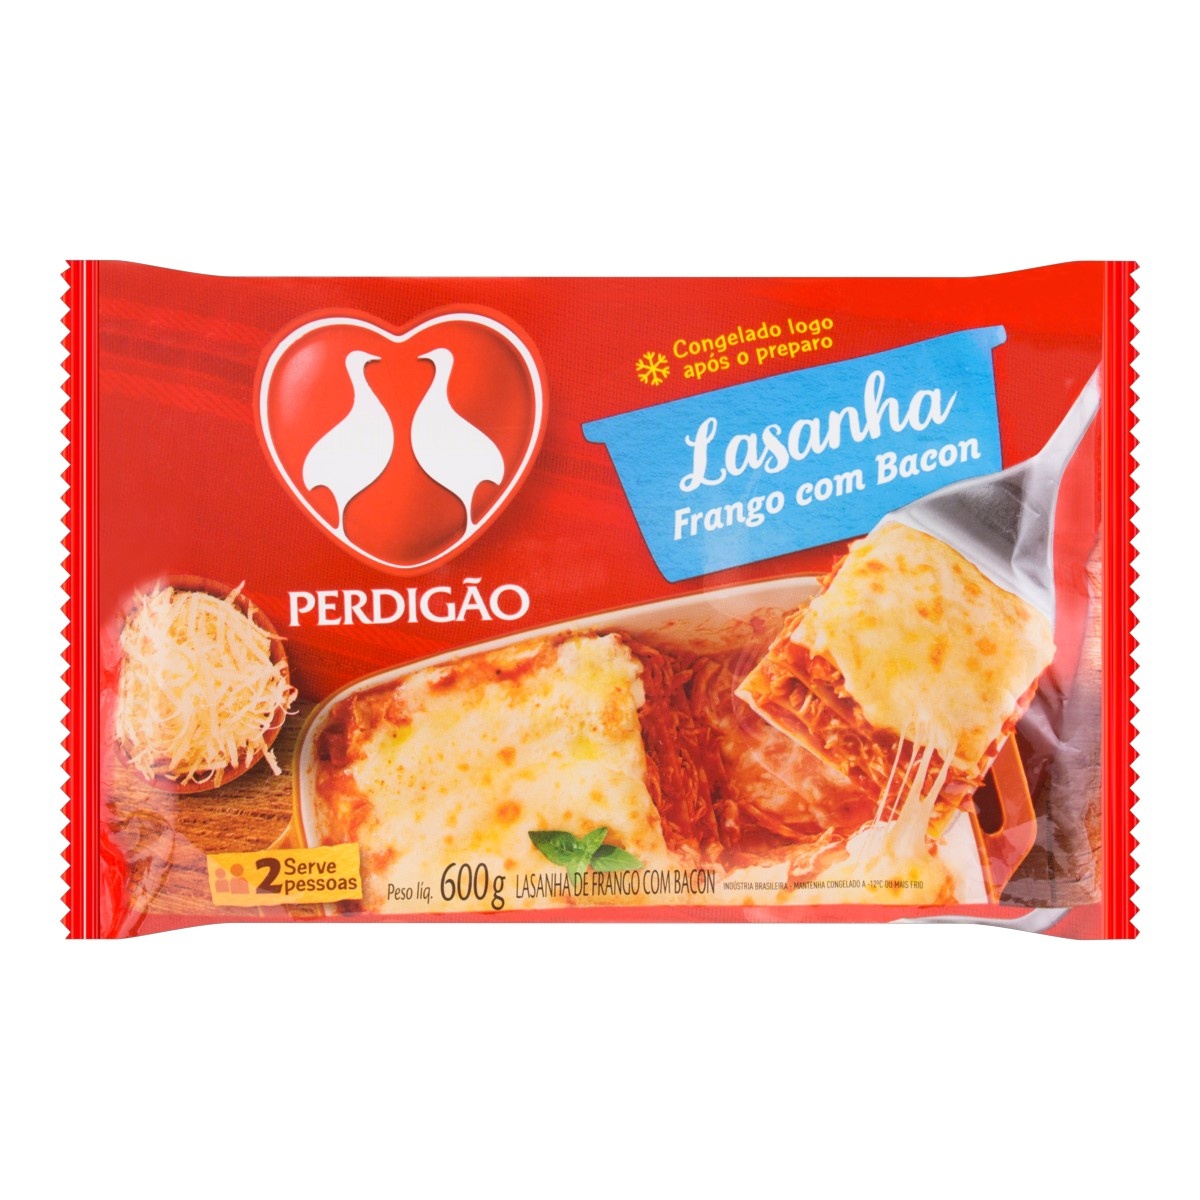 Congelado logo
após o preparo
Lasanha
Frango com Bacon
PERDIGÃO
2 Serve
pessoas
Peso líq. 600g LASANHA DE FRANGO COM BACON INDÚSTRIA BRASILEIRA - MANTENHA CONGELADO A -12ºC OU MAIS FRIO